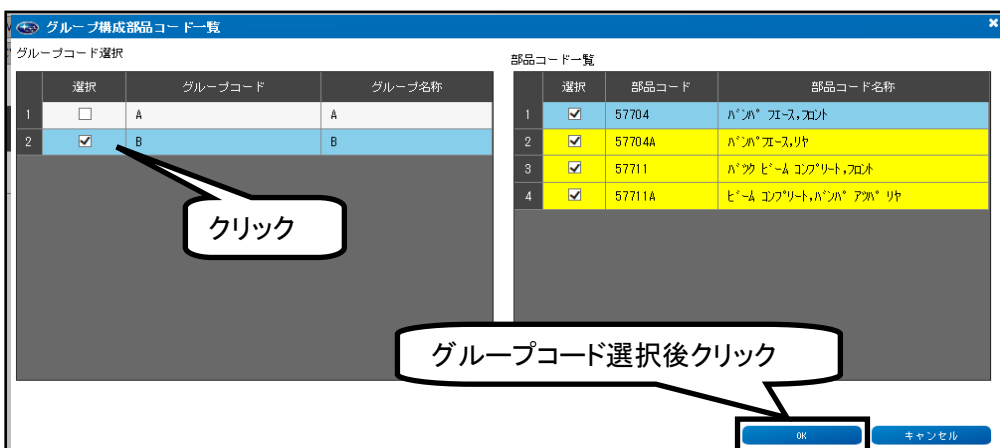 グループ構成部品コード一覧
グループコード選択
選択 グループコード グループ名称
1 A A
2 B B
クリック
部品コード一覧
選択 部品コード 部品コード名称
1 57704 ﾊﾞﾝﾊﾟ ﾌｴｰｽ,ﾌﾛﾝﾄ
2 57704A ﾊﾞﾝﾊﾟﾌｴｰｽ,ﾘﾔ
3 57711 ﾊﾞﾂｸ ﾋﾞｰﾑ ｺﾝﾌﾟﾘｰﾄ,ﾌﾛﾝﾄ
4 57711A ﾋﾞｰﾑ ｺﾝﾌﾟﾘｰﾄ,ﾊﾞﾝﾊﾟ ｱﾂﾊﾟ ﾘﾔ
グループコード選択後クリック
OK キャンセル